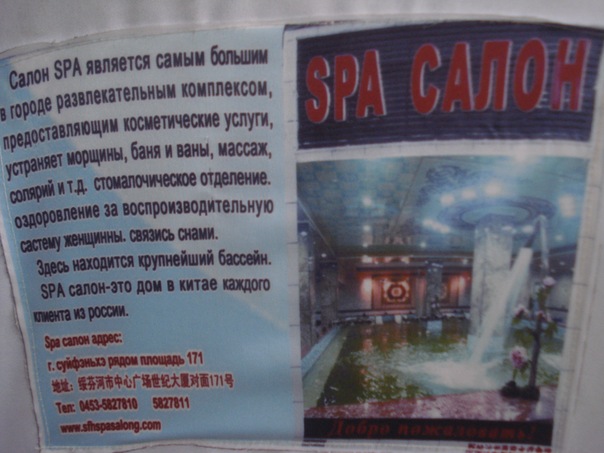 Салон SPA является самым большим
в городе развлекательным комплексом,
предоставляющим косметические услуги,
устраняет морщины, баня и ваны, массаж,
солярий и т.д. стомалочическое отделение.
оздоровление за воспроизводительную
састему женщинны. связись снами.
Здесь находится крупнейший бассейн.
SPA салон-это дом в китае каждого
клиента из россии.
Spa салон адрес:
г. суйфэньхэ рядом площадь 171
地址: 绥芬河市中心广场世纪大厦对面171号
Тел: 0453-5827810 5827811
www.sfhspasalong.com
SPA САЛОН
Добро пожаловать!